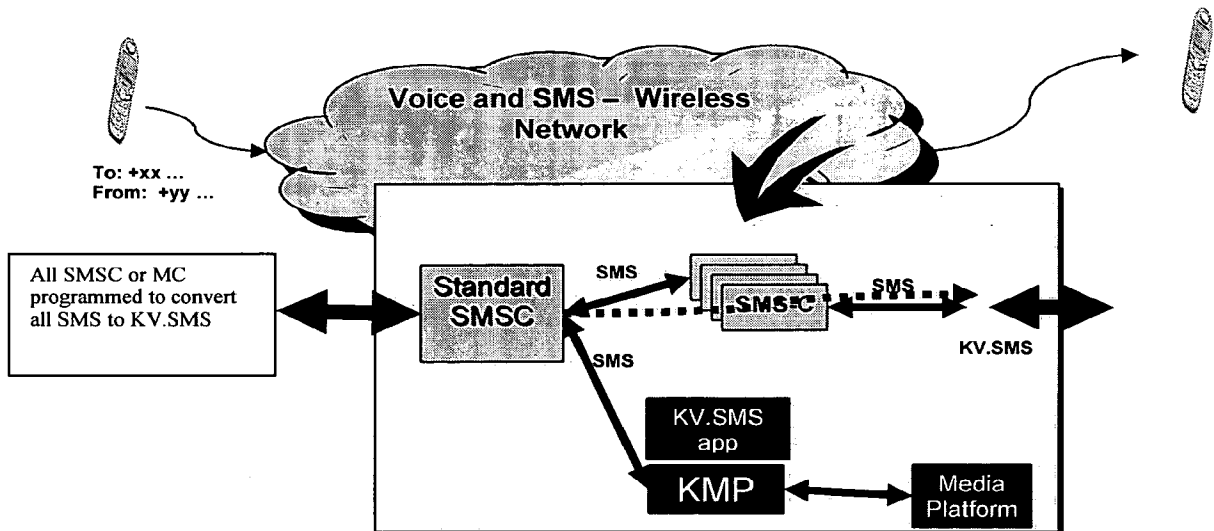 Voice and SMS – Wireless
Network
To: +xx ...
From: +yy ...
All SMSC or MC
programmed to convert
all SMS to KV.SMS
Standard
SMSC
SMS
SMS-C
SMS
KV.SMS
SMS
KV.SMS
app
KMP
Media
Platform